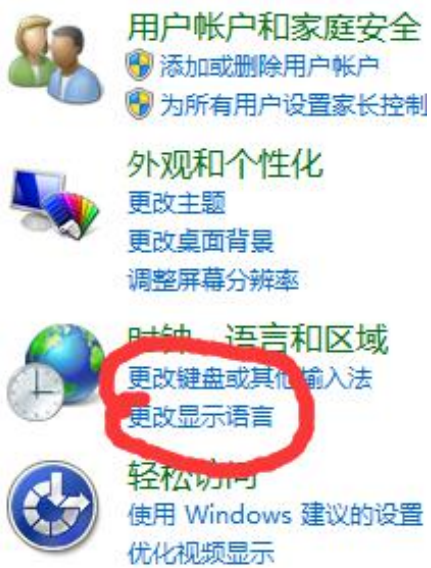 用户帐户和家庭安全
添加或删除用户帐户
为所有用户设置家长控制
外观和个性化
更改主题
更改桌面背景
调整屏幕分辨率
时钟、语言和区域
更改键盘或其他输入法
更改显示语言
轻松访问
使用 Windows 建议的设置
优化视频显示